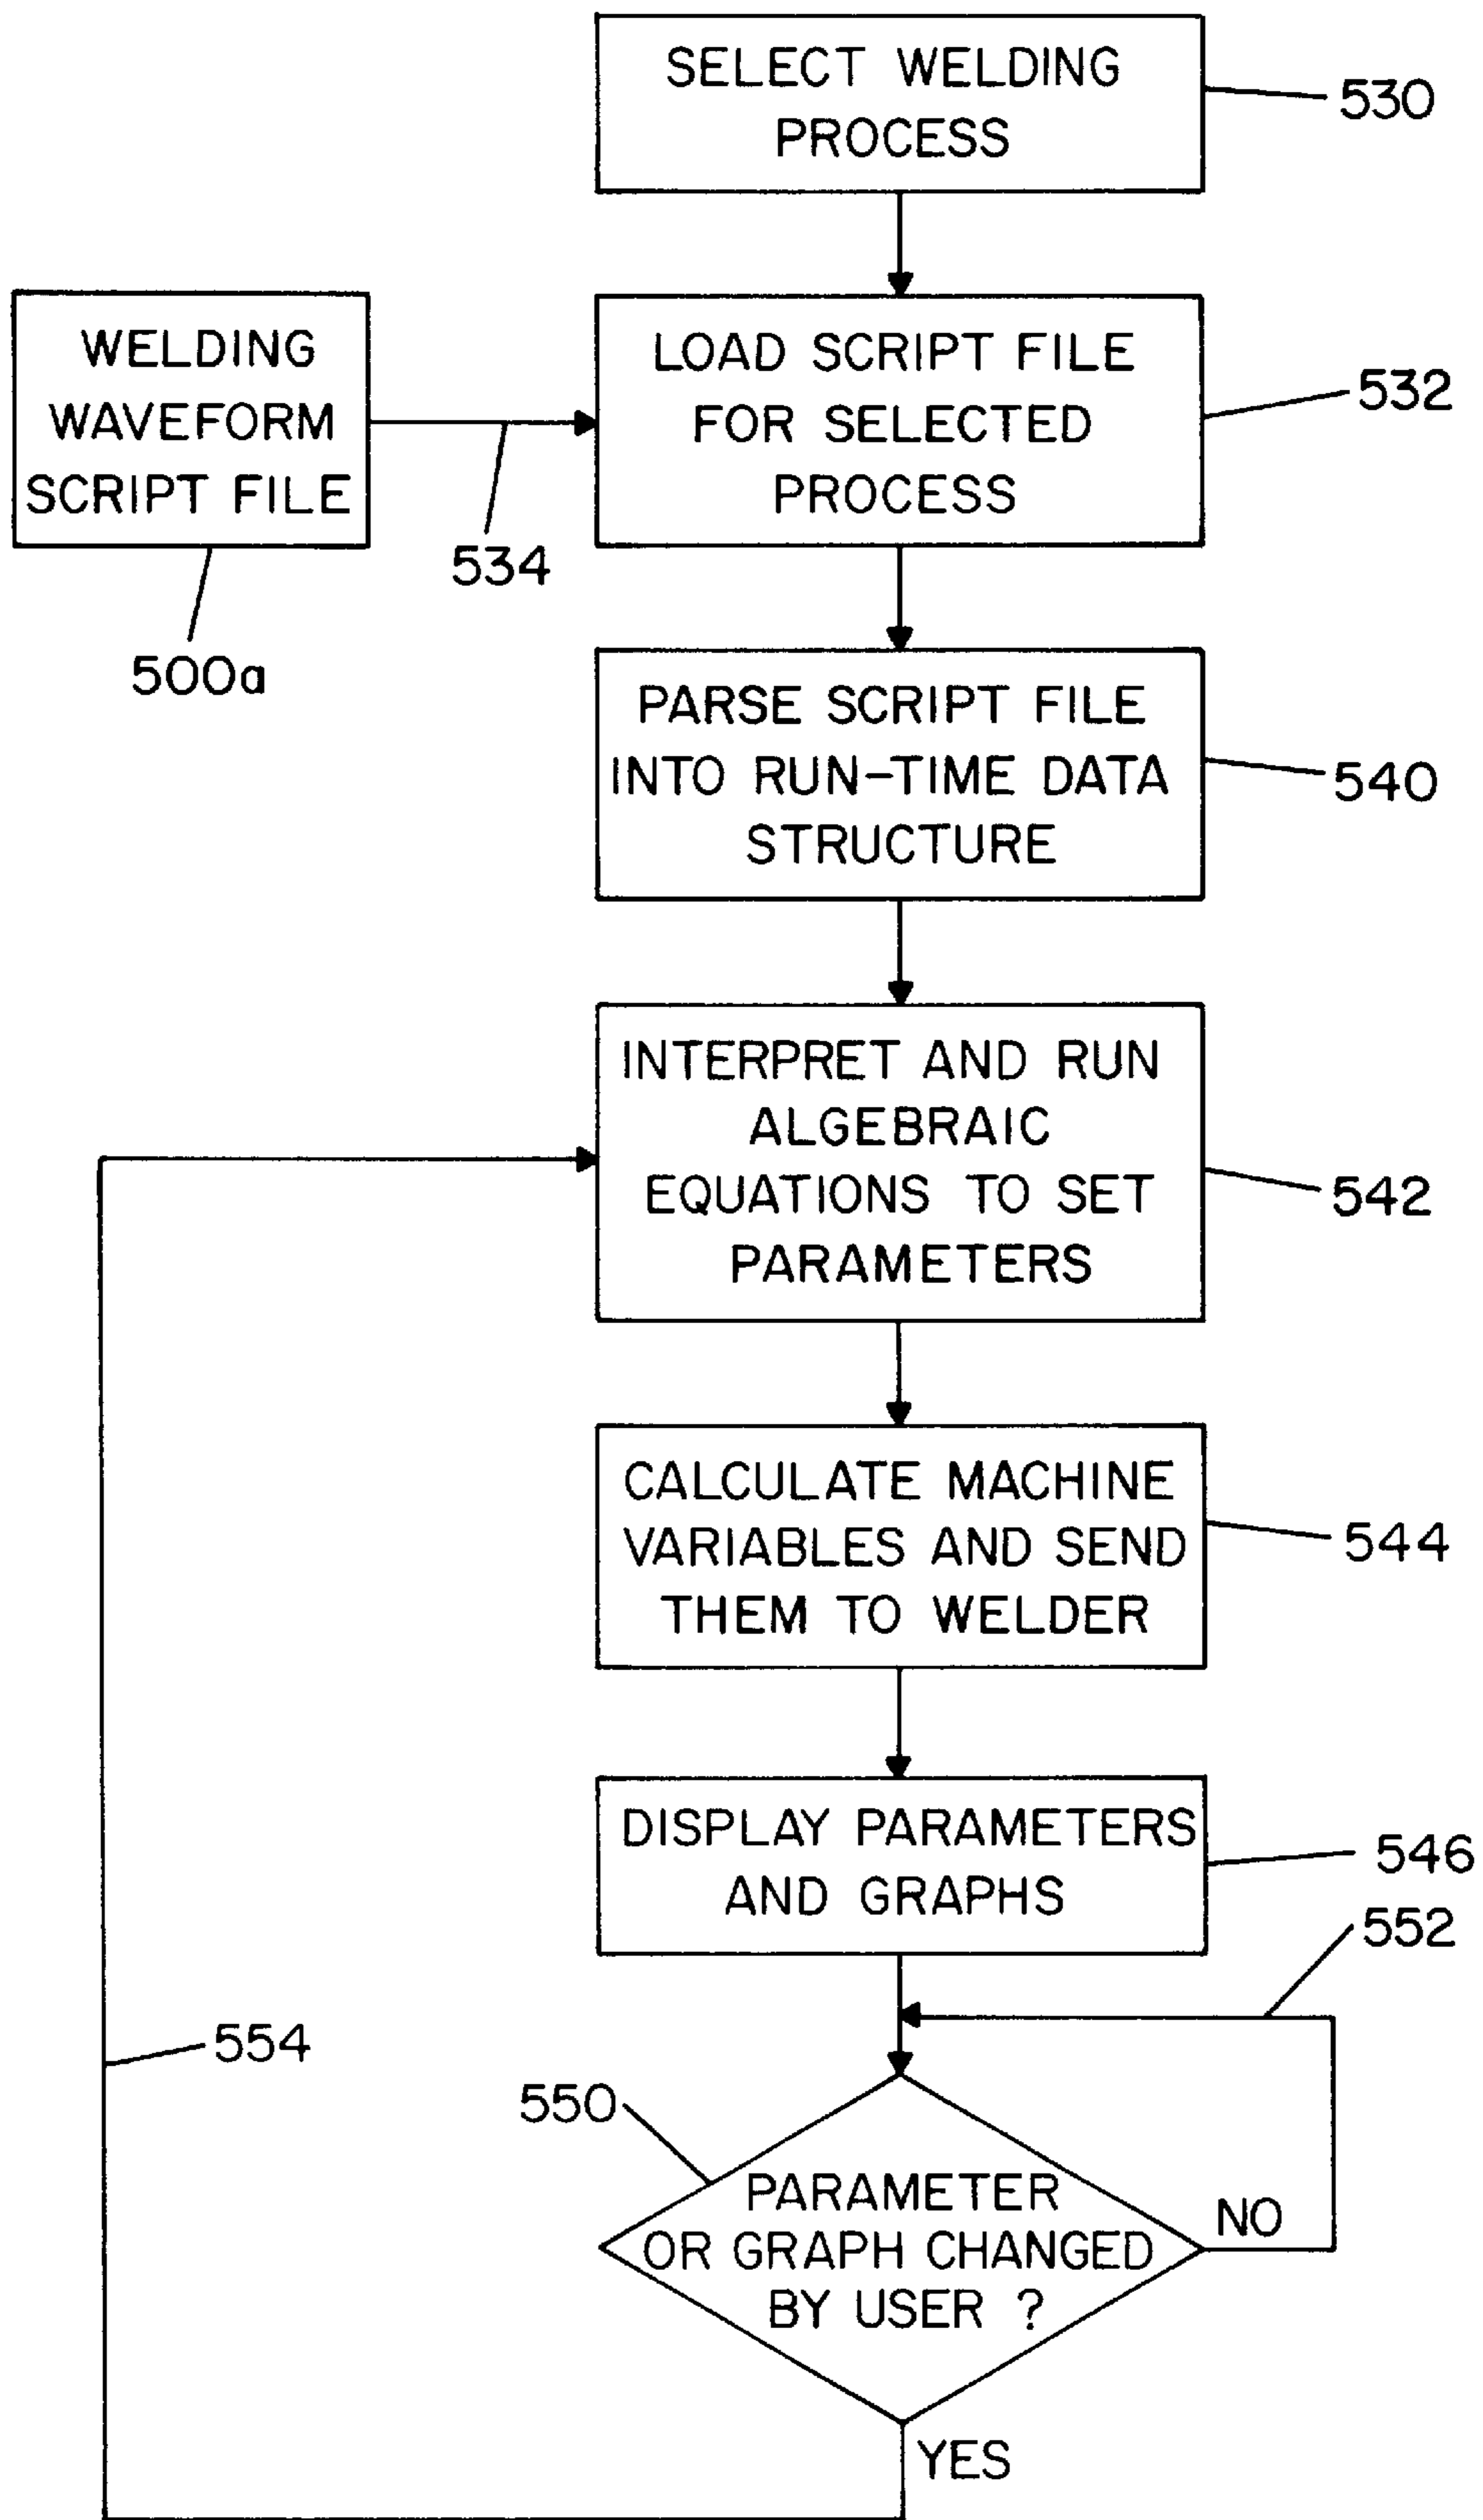 SELECT WELDING
PROCESS
530
WELDING
WAVEFORM
SCRIPT FILE
500a
534
LOAD SCRIPT FILE
FOR SELECTED
PROCESS
532
PARSE SCRIPT FILE
INTO RUN-TIME DATA
STRUCTURE
540
INTERPRET AND RUN
ALGEBRAIC
EQUATIONS TO SET
PARAMETERS
542
CALCULATE MACHINE
VARIABLES AND SEND
THEM TO WELDER
544
DISPLAY PARAMETERS
AND GRAPHS
546
552
554
550
PARAMETER
OR GRAPH CHANGED
BY USER ?
NO
YES